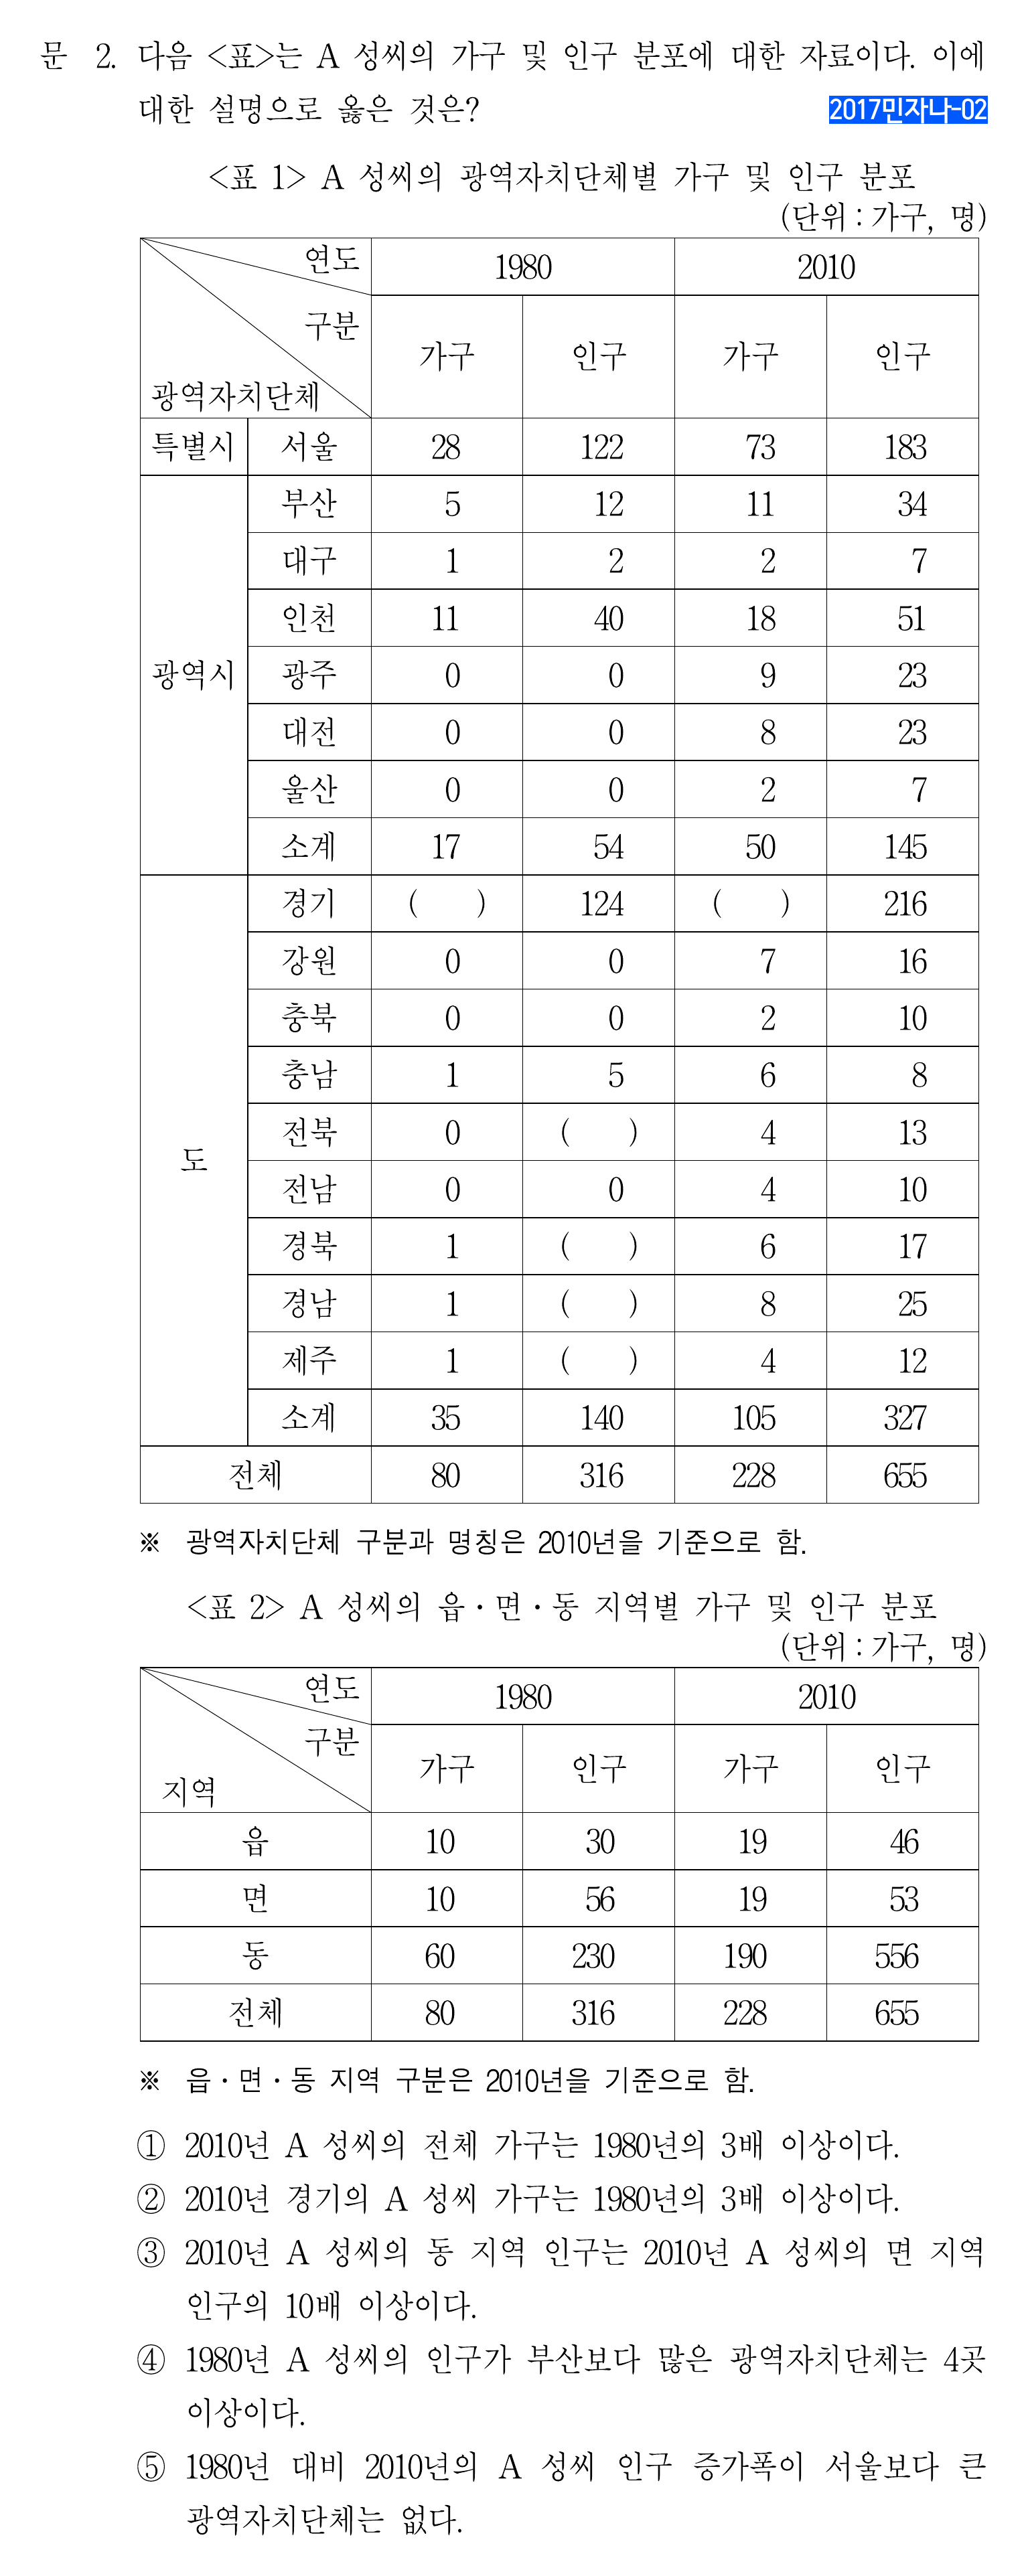 문 2. 다음 <표>는 A 성씨의 가구 및 인구 분포에 대한 자료이다. 이에
대한 설명으로 옳은 것은?
2017민자나-02
<표 1> A 성씨의 광역자치단체별 가구 및 인구 분포
(단위 : 가구, 명)
연도 1980 2010
구분 가구 인구 가구 인구
광역자치단체
특별시 서울 28 122 73 183
부산 5 12 11 34
대구 1 2 2 7
인천 11 40 18 51
광역시 광주 0 0 9 23
대전 0 0 8 23
울산 0 0 2 7
소계 17 54 50 145
경기 ( ) 124 ( ) 216
강원 0 0 7 16
충북 0 0 2 10
충남 1 5 6 8
전북 0 ( ) 4 13
도
전남 0 0 4 10
경북 1 ( ) 6 17
경남 1 ( ) 8 25
제주 1 ( ) 4 12
소계 35 140 105 327
전체 80 316 228 655
※ 광역자치단체 구분과 명칭은 2010년을 기준으로 함.
<표 2> A 성씨의 읍·면·동 지역별 가구 및 인구 분포
(단위 : 가구, 명)
연도 1980 2010
구분 가구 인구 가구 인구
지역
읍 10 30 19 46
면 10 56 19 53
동 60 230 190 556
전체 80 316 228 655
※ 읍·면·동 지역 구분은 2010년을 기준으로 함.
① 2010년 A 성씨의 전체 가구는 1980년의 3배 이상이다.
② 2010년 경기의 A 성씨 가구는 1980년의 3배 이상이다.
③ 2010년 A 성씨의 동 지역 인구는 2010년 A 성씨의 면 지역
인구의 10배 이상이다.
④ 1980년 A 성씨의 인구가 부산보다 많은 광역자치단체는 4곳
이상이다.
⑤ 1980년 대비 2010년의 A 성씨 인구 증가폭이 서울보다 큰
광역자치단체는 없다.